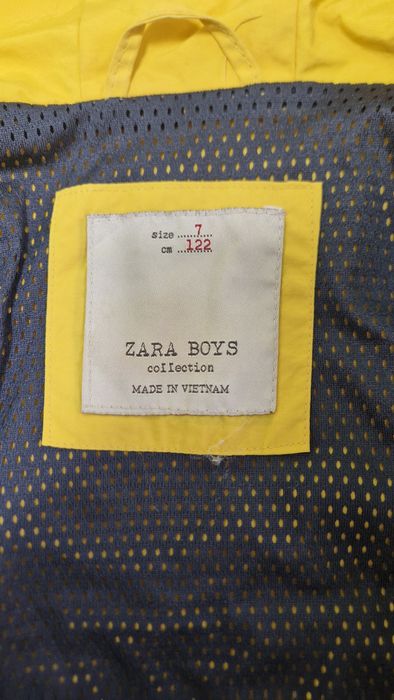 size ......7....
cm ...122...
ZARA BOYS
collection
MADE IN VIETNAM